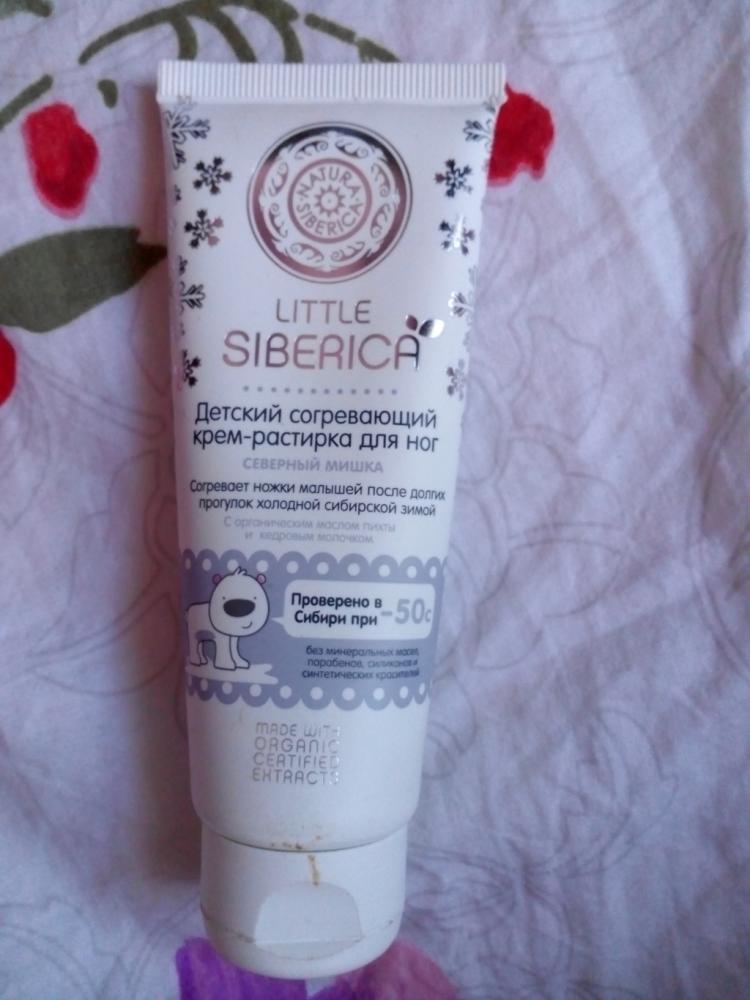 NATURA
SIBERICA
LITTLE
SIBERICA
Детский согревающий
крем-растирка для ног
СЕВЕРНЫЙ МИШКА
Согревает ножки малышей после долгих
прогулок холодной сибирской зимой
С органическим маслом пихты
и кедровым молочком
Проверено в
Сибири при -50c
без минеральных масел,
парабенов, силиконов и
синтетических красителей
MADE WITH
ORGANIC
CERTIFIED
EXTRACTS